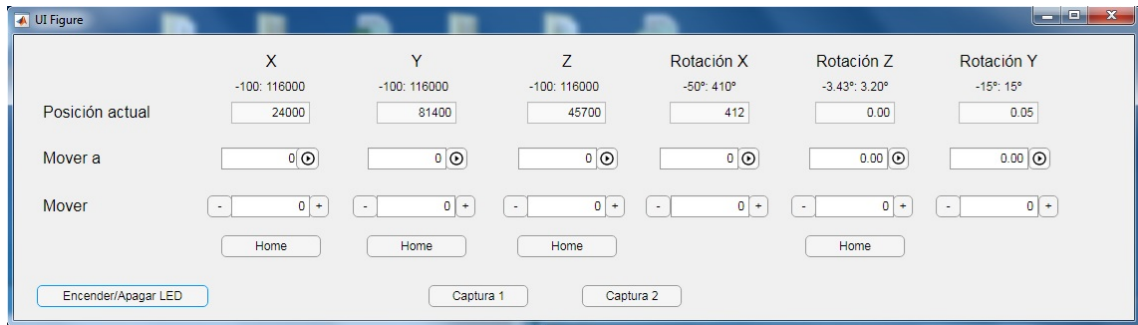 UI Figure
X Y Z Rotación X Rotación Z Rotación Y
-100: 116000 -100: 116000 -100: 116000 -50º: 410º -3.43º: 3.20º -15º: 15º
Posición actual 24000 81400 45700 412 0.00 0.05
Mover a 0 0 0 0 0.00 0.00
Mover - 0 + - 0 + - 0 + - 0 + - 0 + - 0 +
Home Home Home Home
Encender/Apagar LED Captura 1 Captura 2